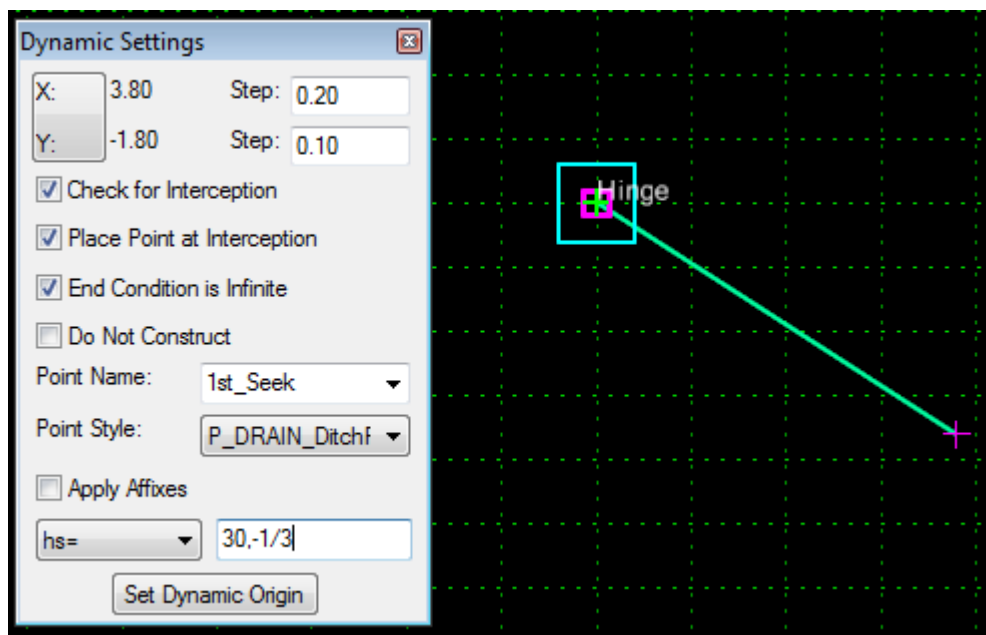 Dynamic Settings
X: 3.80 Step: 0.20
Y: -1.80 Step: 0.10
Check for Interception
Place Point at Interception
End Condition is Infinite
Do Not Construct
Point Name: 1st_Seek
Point Style: P_DRAIN_DitchF
Apply Affixes
hs= 30,-1/3
Set Dynamic Origin
Hinge